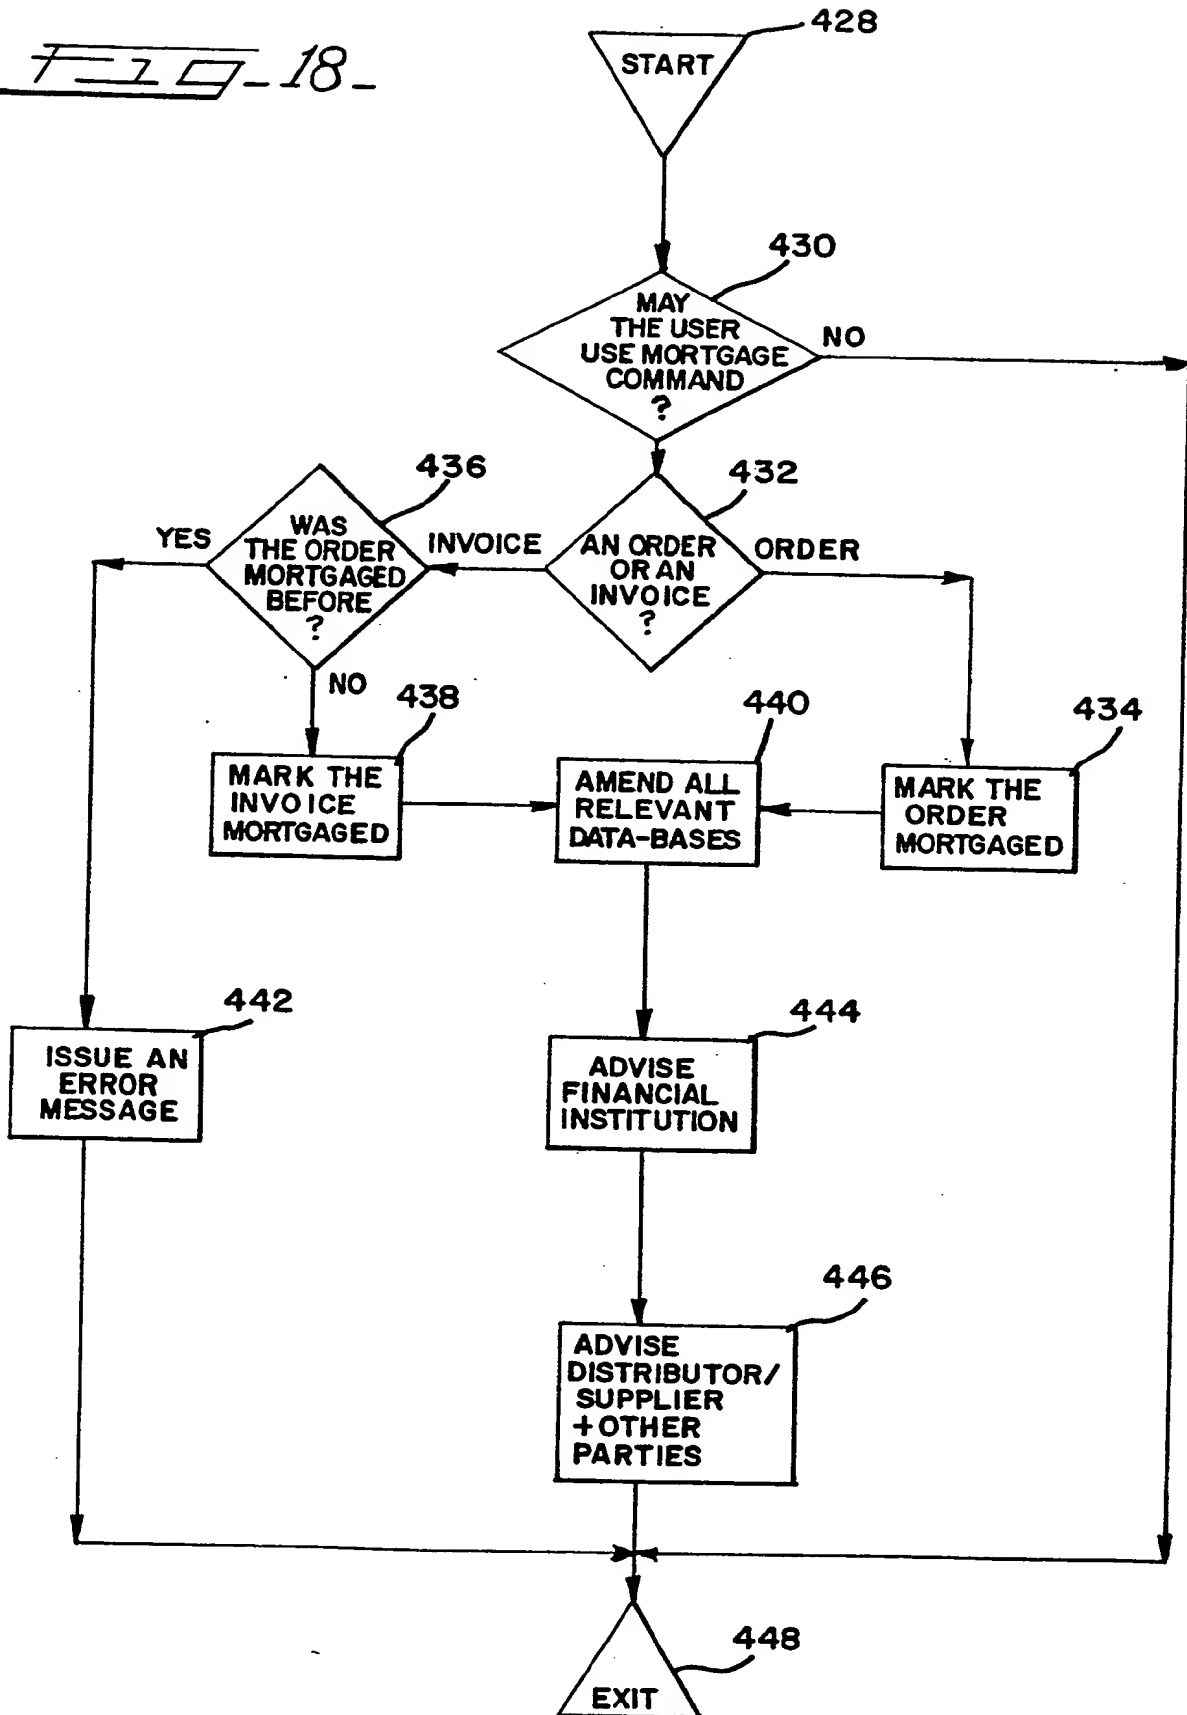 Fig-18-
428
START
430
MAY
THE USER
USE MORTGAGE
COMMAND
?
NO
436
432
YES
WAS
THE ORDER
MORTGAGED
BEFORE
?
INVOICE
AN ORDER
OR AN
INVOICE
?
ORDER
NO
438
440
434
MARK THE
INVOICE
MORTGAGED
AMEND ALL
RELEVANT
DATA-BASES
MARK THE
ORDER
MORTGAGED
442
444
ISSUE AN
ERROR
MESSAGE
ADVISE
FINANCIAL
INSTITUTION
446
ADVISE
DISTRIBUTOR/
SUPPLIER
+OTHER
PARTIES
448
EXIT